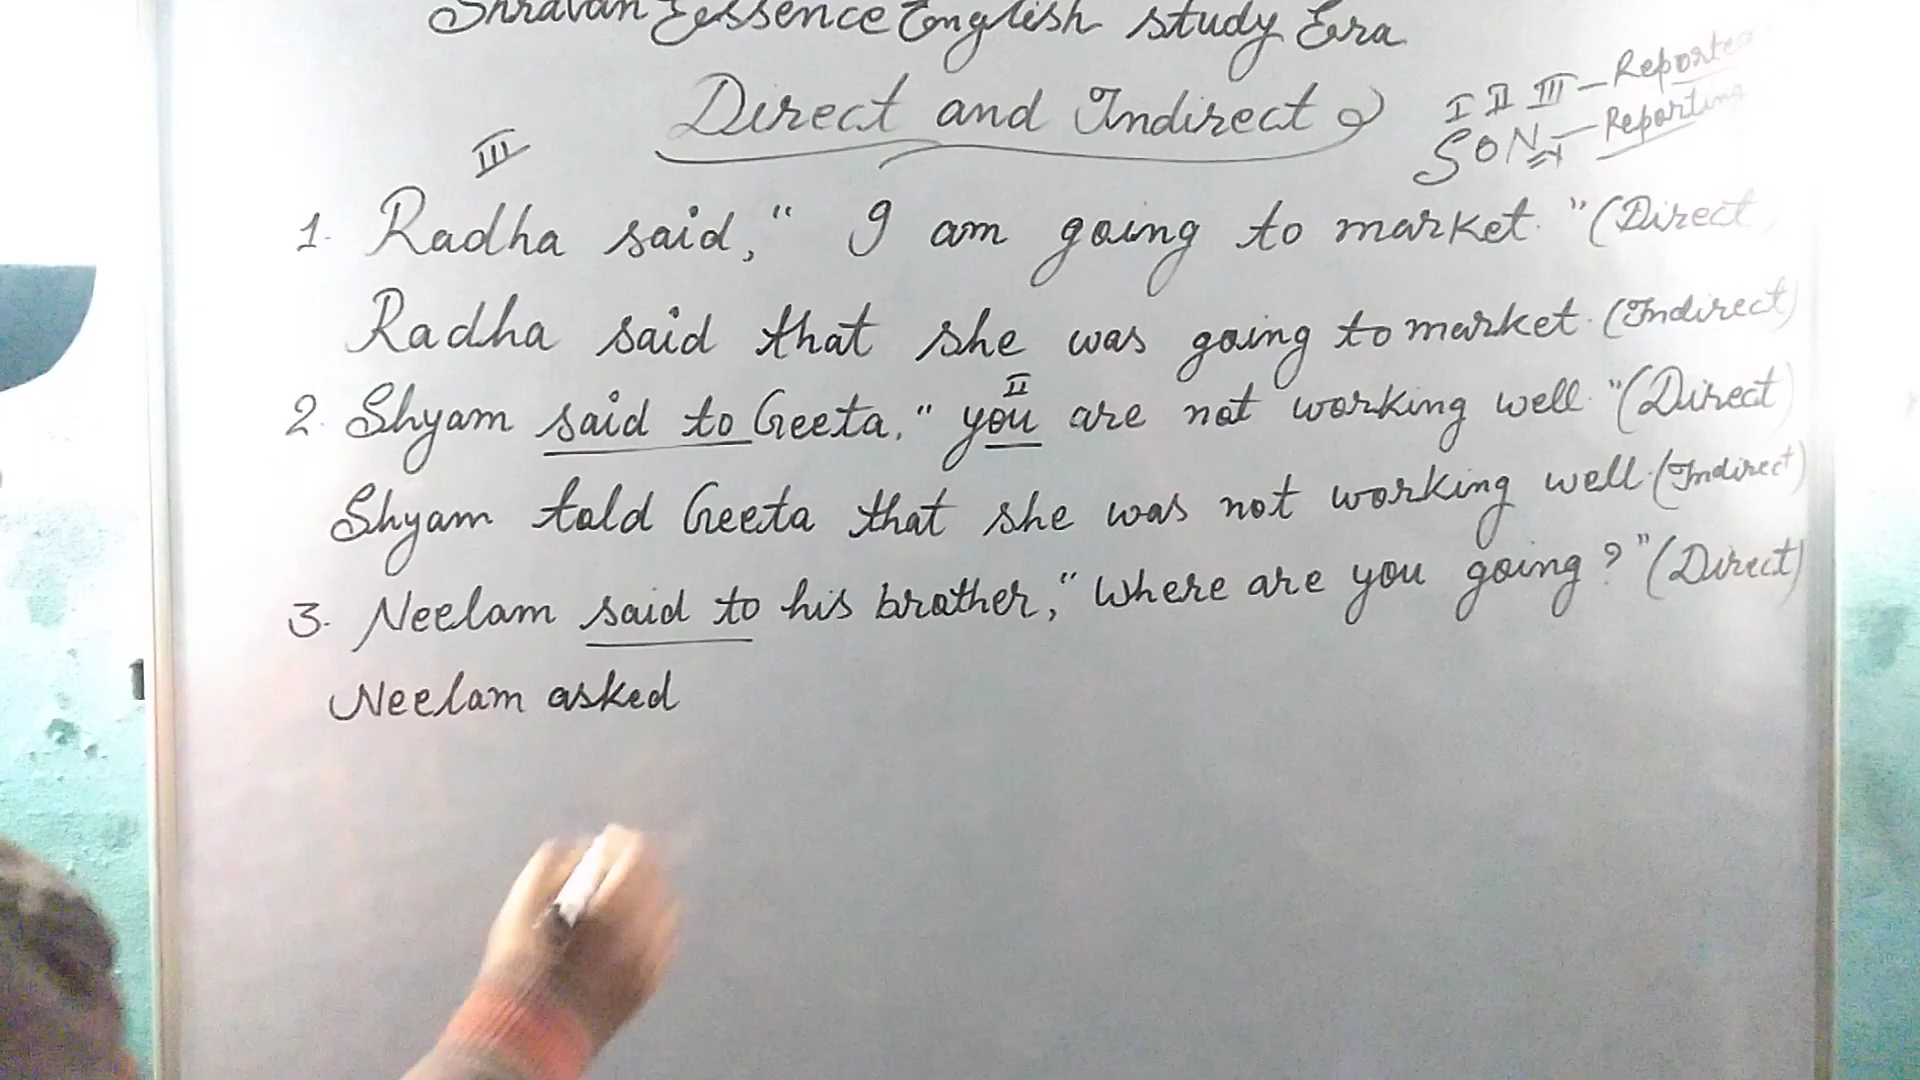 Shravan Essence English study Era
Direct and Indirect
I II III - Reported
S O N - Reporting
III
1. Radha said, " I am going to market." (Direct
Radha said that she was going to market. (Indirect)
II
2. Shyam said to Geeta, " you are not working well." (Direct)
Shyam told Geeta that she was not working well. (Indirect)
3. Neelam said to his brother, " Where are you going?" (Direct)
Neelam asked